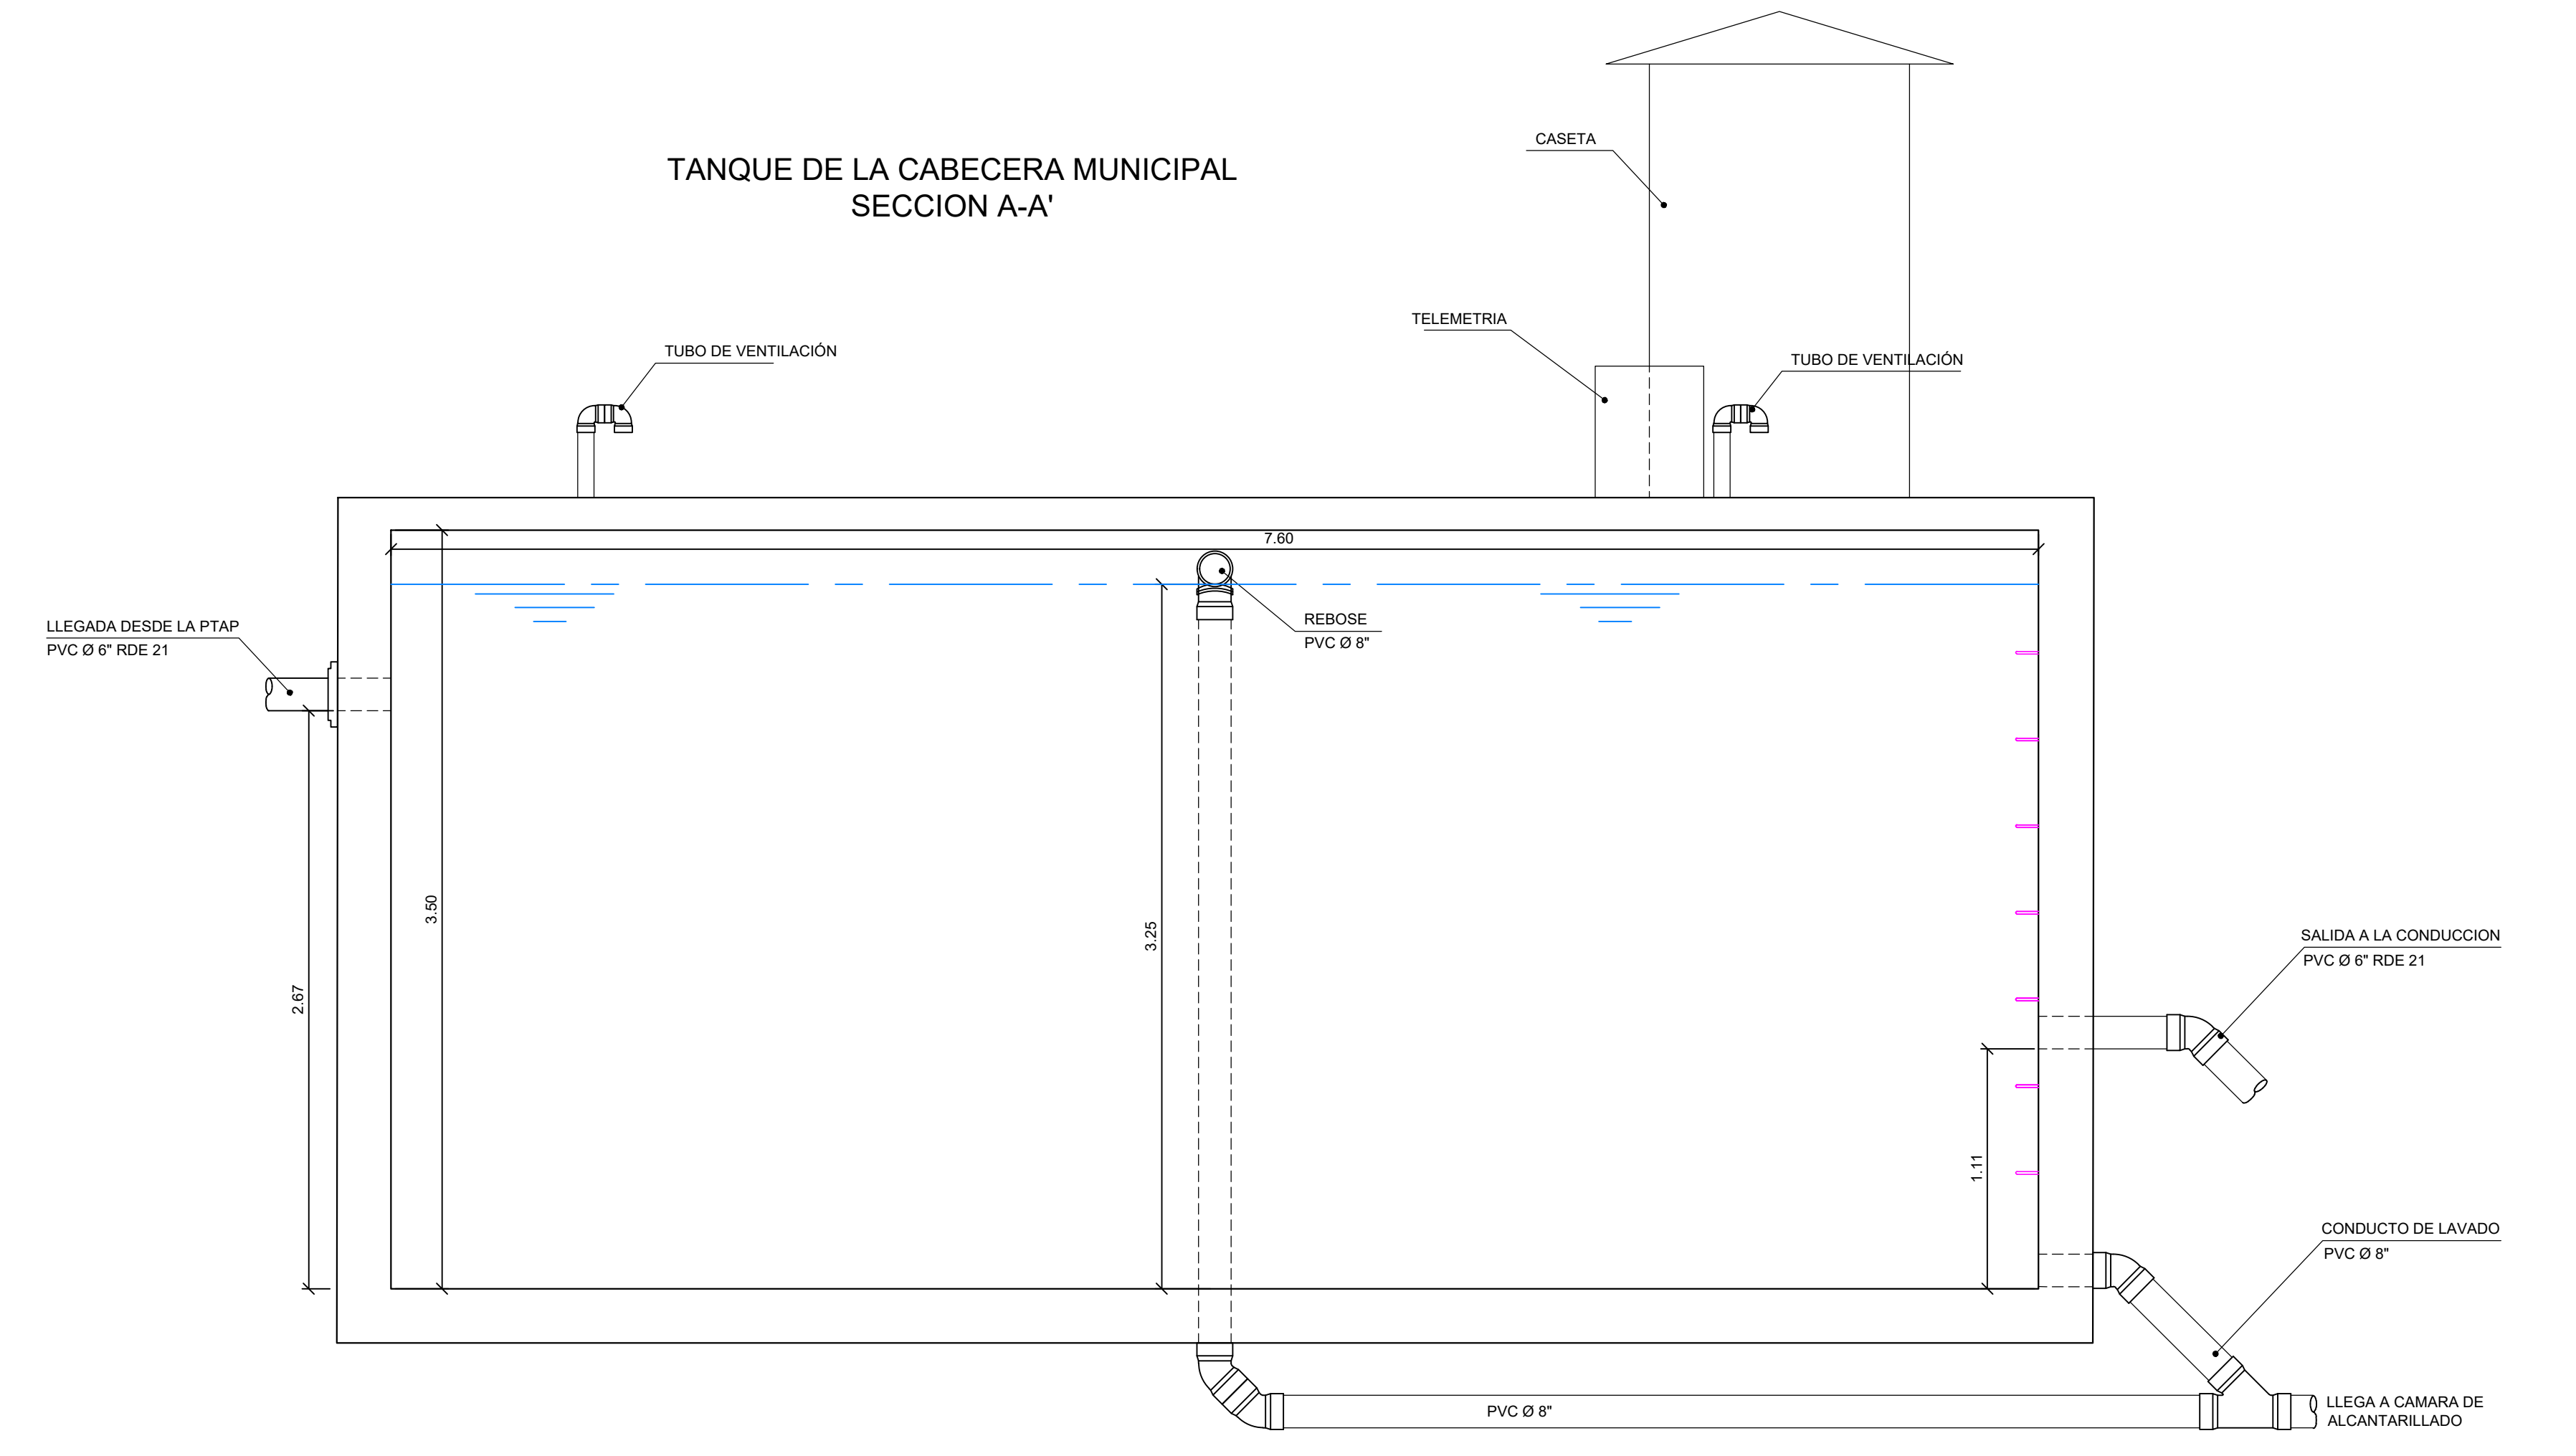 TANQUE DE LA CABECERA MUNICIPAL
SECCION A-A'
CASETA
TELEMETRIA
TUBO DE VENTILACIÓN
TUBO DE VENTILACIÓN
7.60
LLEGADA DESDE LA PTAP
PVC Ø 6" RDE 21
REBOSE
PVC Ø 8"
3.50
3.25
2.67
SALIDA A LA CONDUCCION
PVC Ø 6" RDE 21
1.11
CONDUCTO DE LAVADO
PVC Ø 8"
PVC Ø 8"
LLEGA A CAMARA DE
ALCANTARILLADO